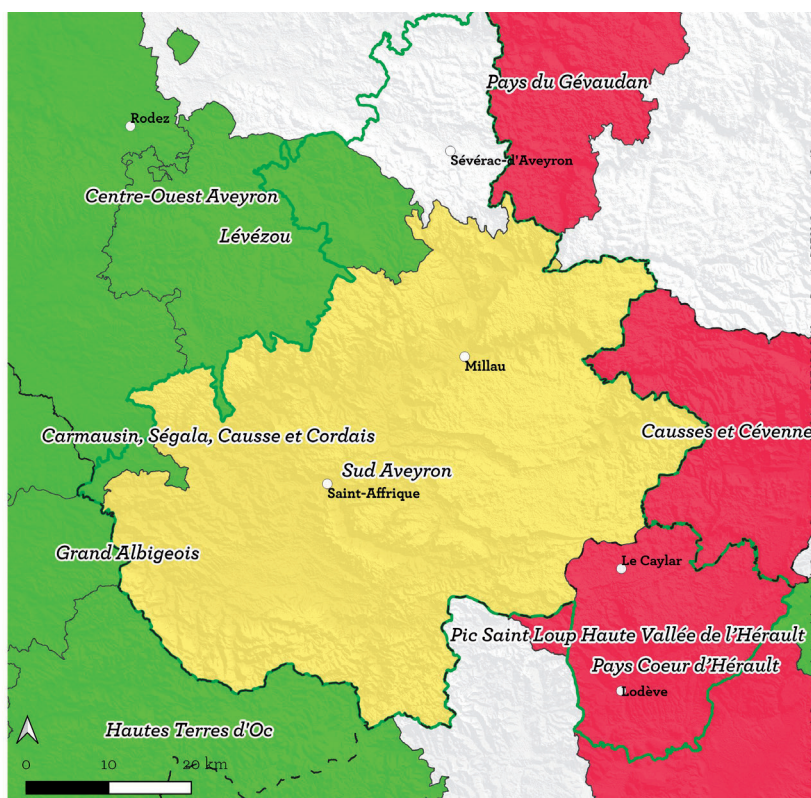 Pays du Gévaudan
Rodez
Sévérac-d'Aveyron
Centre-Ouest Aveyron
Lévézou
Millau
Causses et Cévenne
Carmausin, Ségala, Causse et Cordais
Sud Aveyron
Saint-Affrique
Grand Albigeois
Le Caylar
Pic Saint Loup Haute Vallée de l'Hérault
Pays Coeur d'Hérault
Lodève
Hautes Terres d'Oc
0 10 20 km